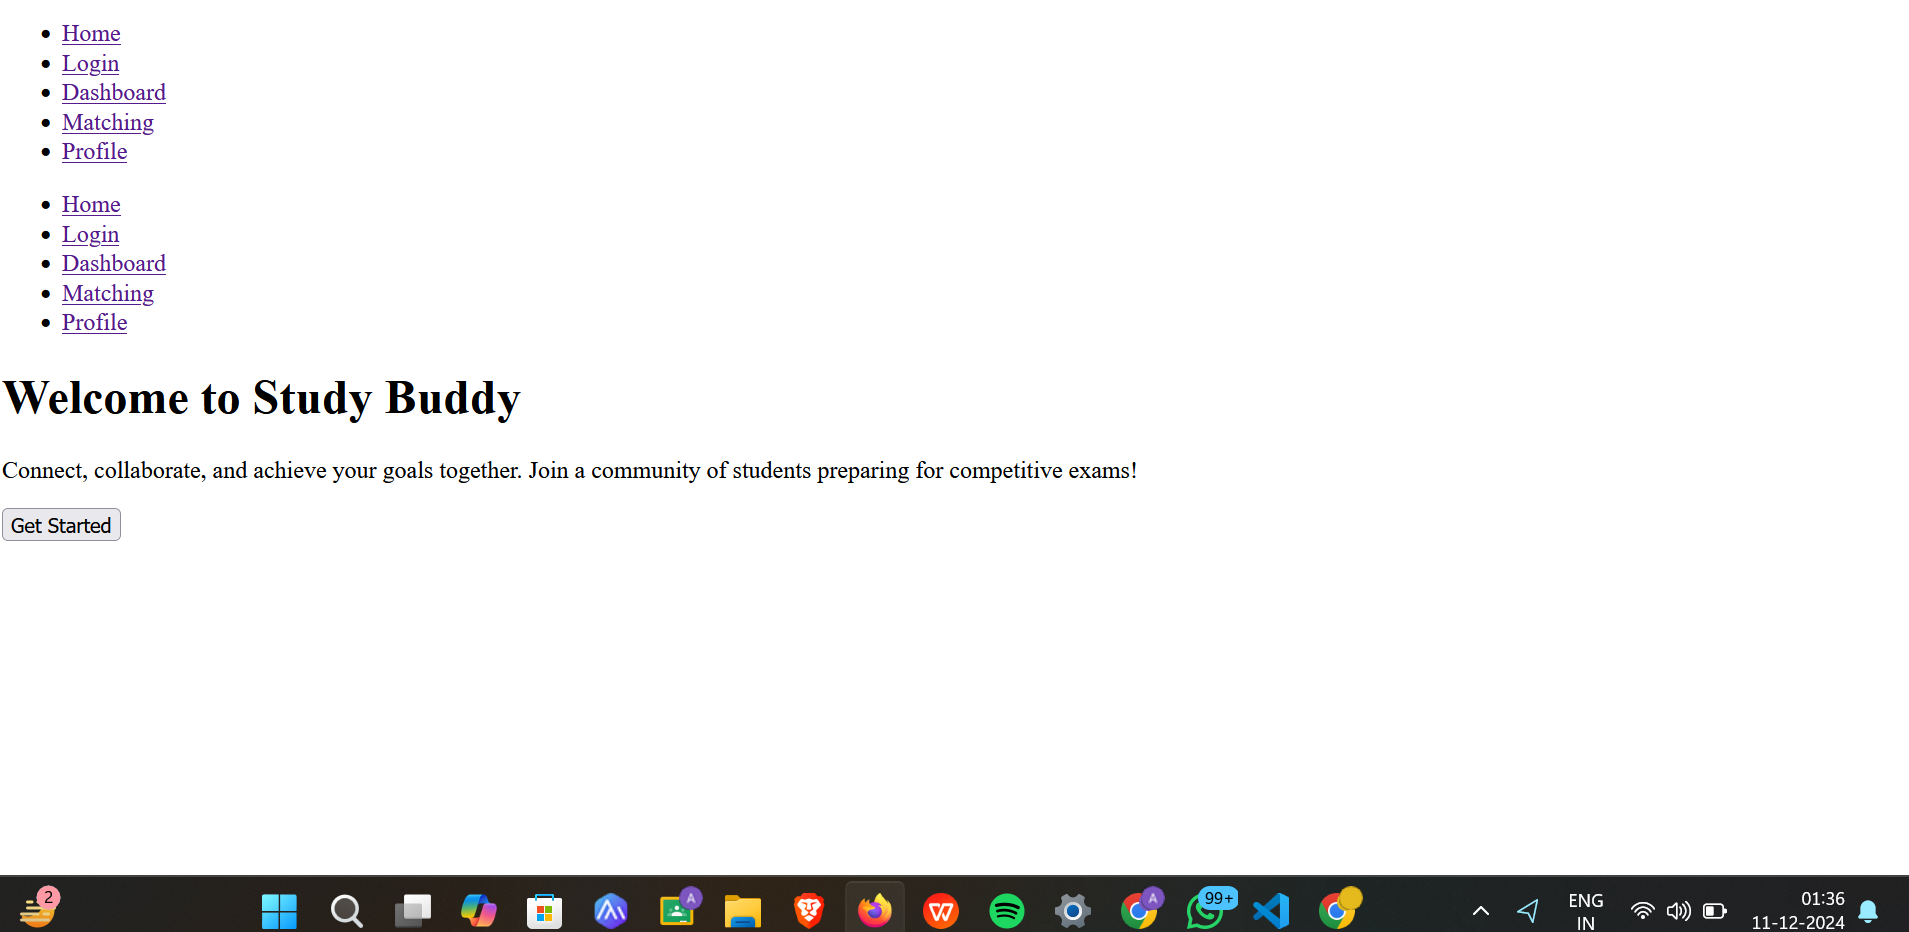 Home
Login
Dashboard
Matching
Profile
Home
Login
Dashboard
Matching
Profile
Welcome to Study Buddy
Connect, collaborate, and achieve your goals together. Join a community of students preparing for competitive exams!
Get Started
2
A
A
99+
ENG
IN
01:36
11-12-2024